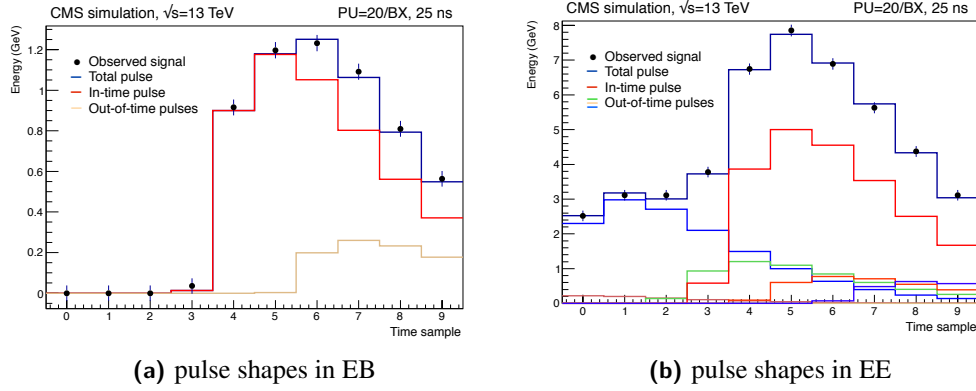 CMS simulation, √s=13 TeV PU=20/BX, 25 ns
Energy (GeV)
1.2
1
0.8
0.6
0.4
0.2
0
Observed signal
Total pulse
In-time pulse
Out-of-time pulses
0 1 2 3 4 5 6 7 8 9
Time sample
(a) pulse shapes in EB
CMS simulation, √s=13 TeV PU=20/BX, 25 ns
Energy (GeV)
8
7
6
5
4
3
2
1
0
Observed signal
Total pulse
In-time pulse
Out-of-time pulses
0 1 2 3 4 5 6 7 8 9
Time sample
(b) pulse shapes in EE